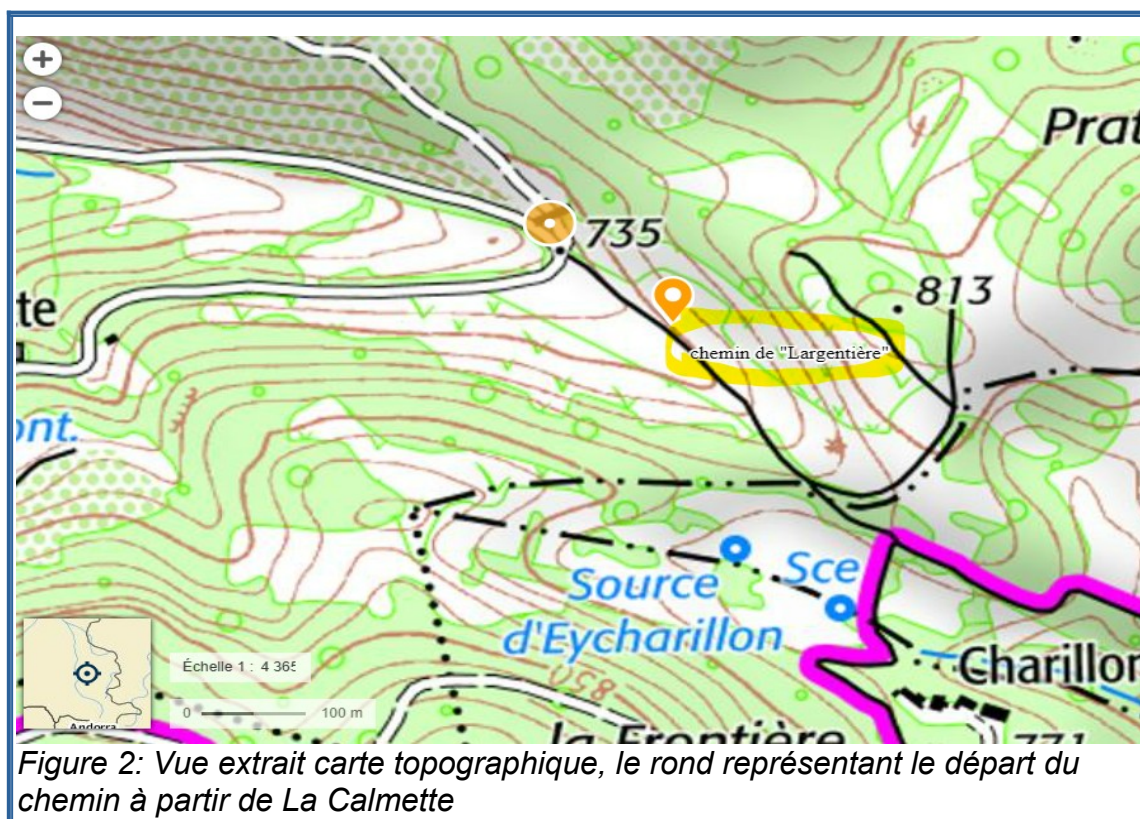 +
−
Prat
735
813
te
chemin de "Largentière"
ont.
Source
d'Eycharillon
Sce
Charillon
Échelle 1 : 4 365
0 100 m
850
Andorra
la Frontière
771
Figure 2: Vue extrait carte topographique, le rond représentant le départ du
chemin à partir de La Calmette